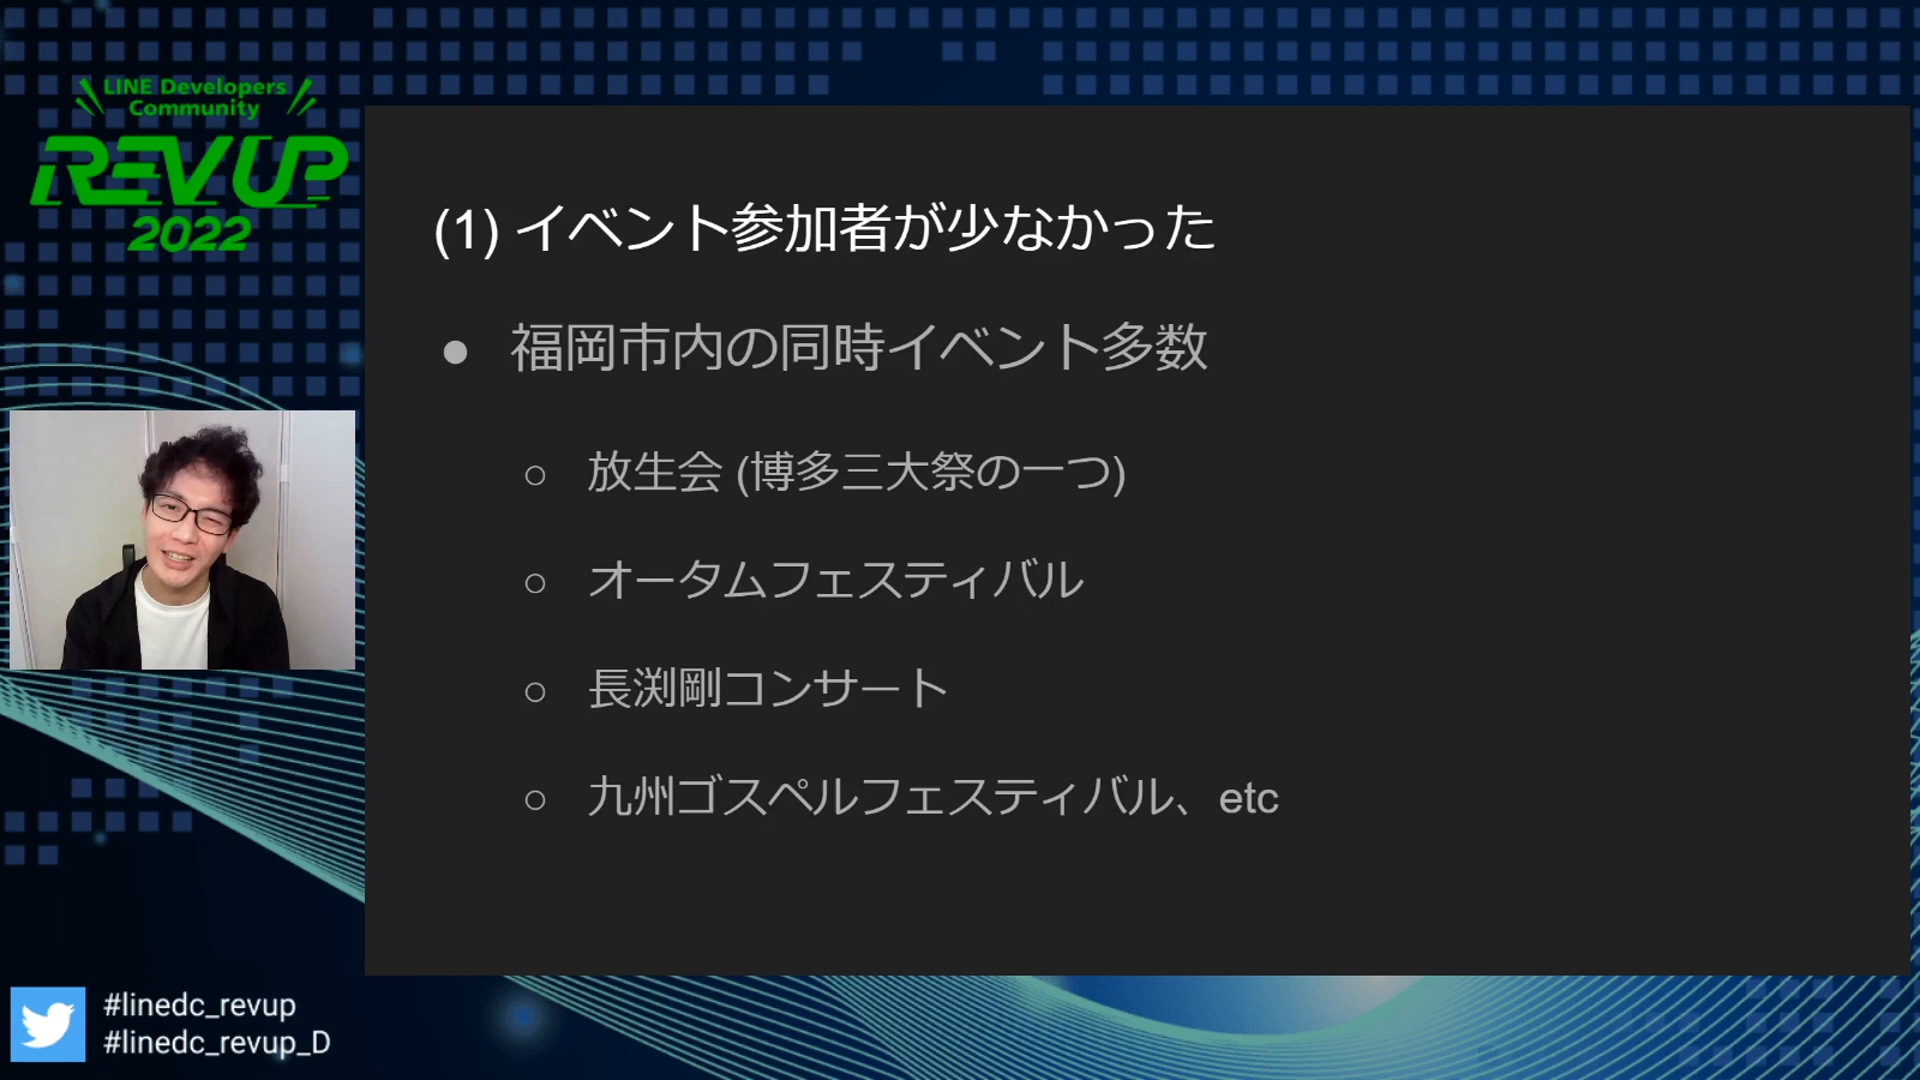 LINE Developers
Community
REVUP
2022
(1) イベント参加者が少なかった
● 福岡市内の同時イベント多数
○ 放生会 (博多三大祭の一つ)
○ オータムフェスティバル
○ 長渕剛コンサート
○ 九州ゴスペルフェスティバル、etc
#linedc_revup
#linedc_revup_D